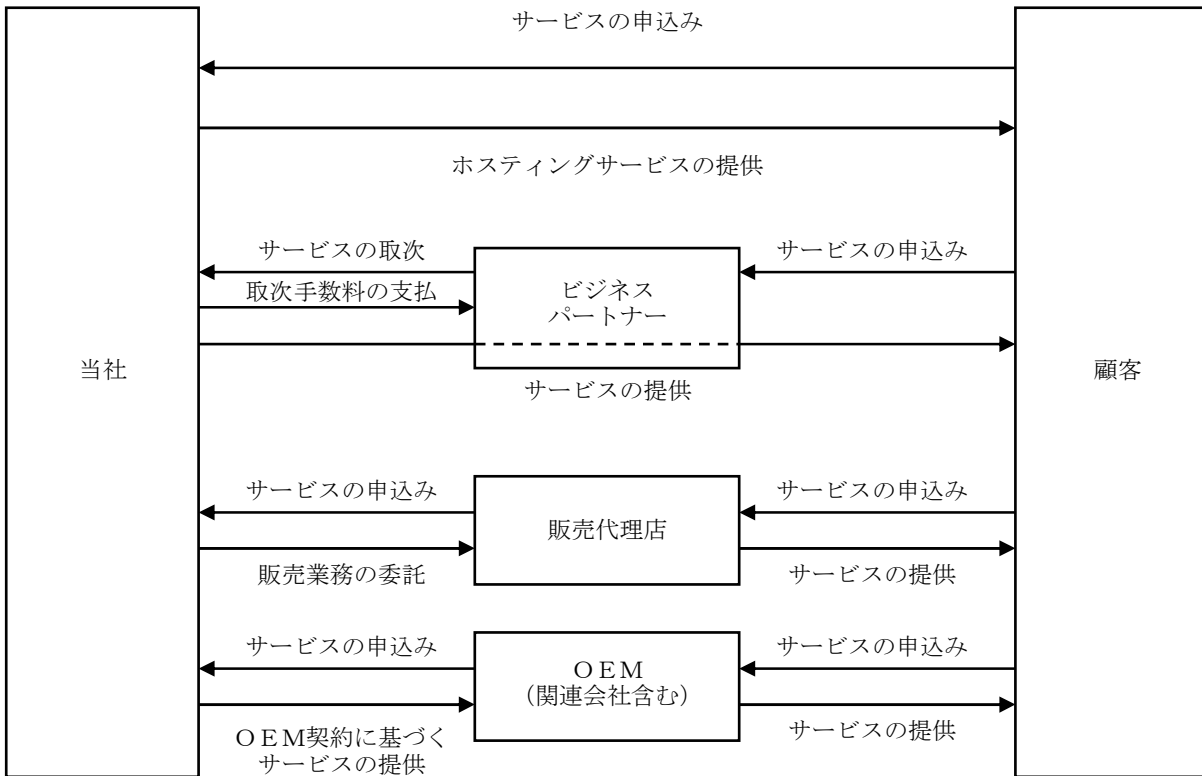 サービスの申込み
ホスティングサービスの提供
サービスの取次
サービスの申込み
取次手数料の支払
ビジネス
パートナー
当社
顧客
サービスの提供
サービスの申込み
サービスの申込み
販売代理店
販売業務の委託
サービスの提供
サービスの申込み
サービスの申込み
ＯＥＭ
（関連会社含む）
ＯＥＭ契約に基づく
サービスの提供
サービスの提供